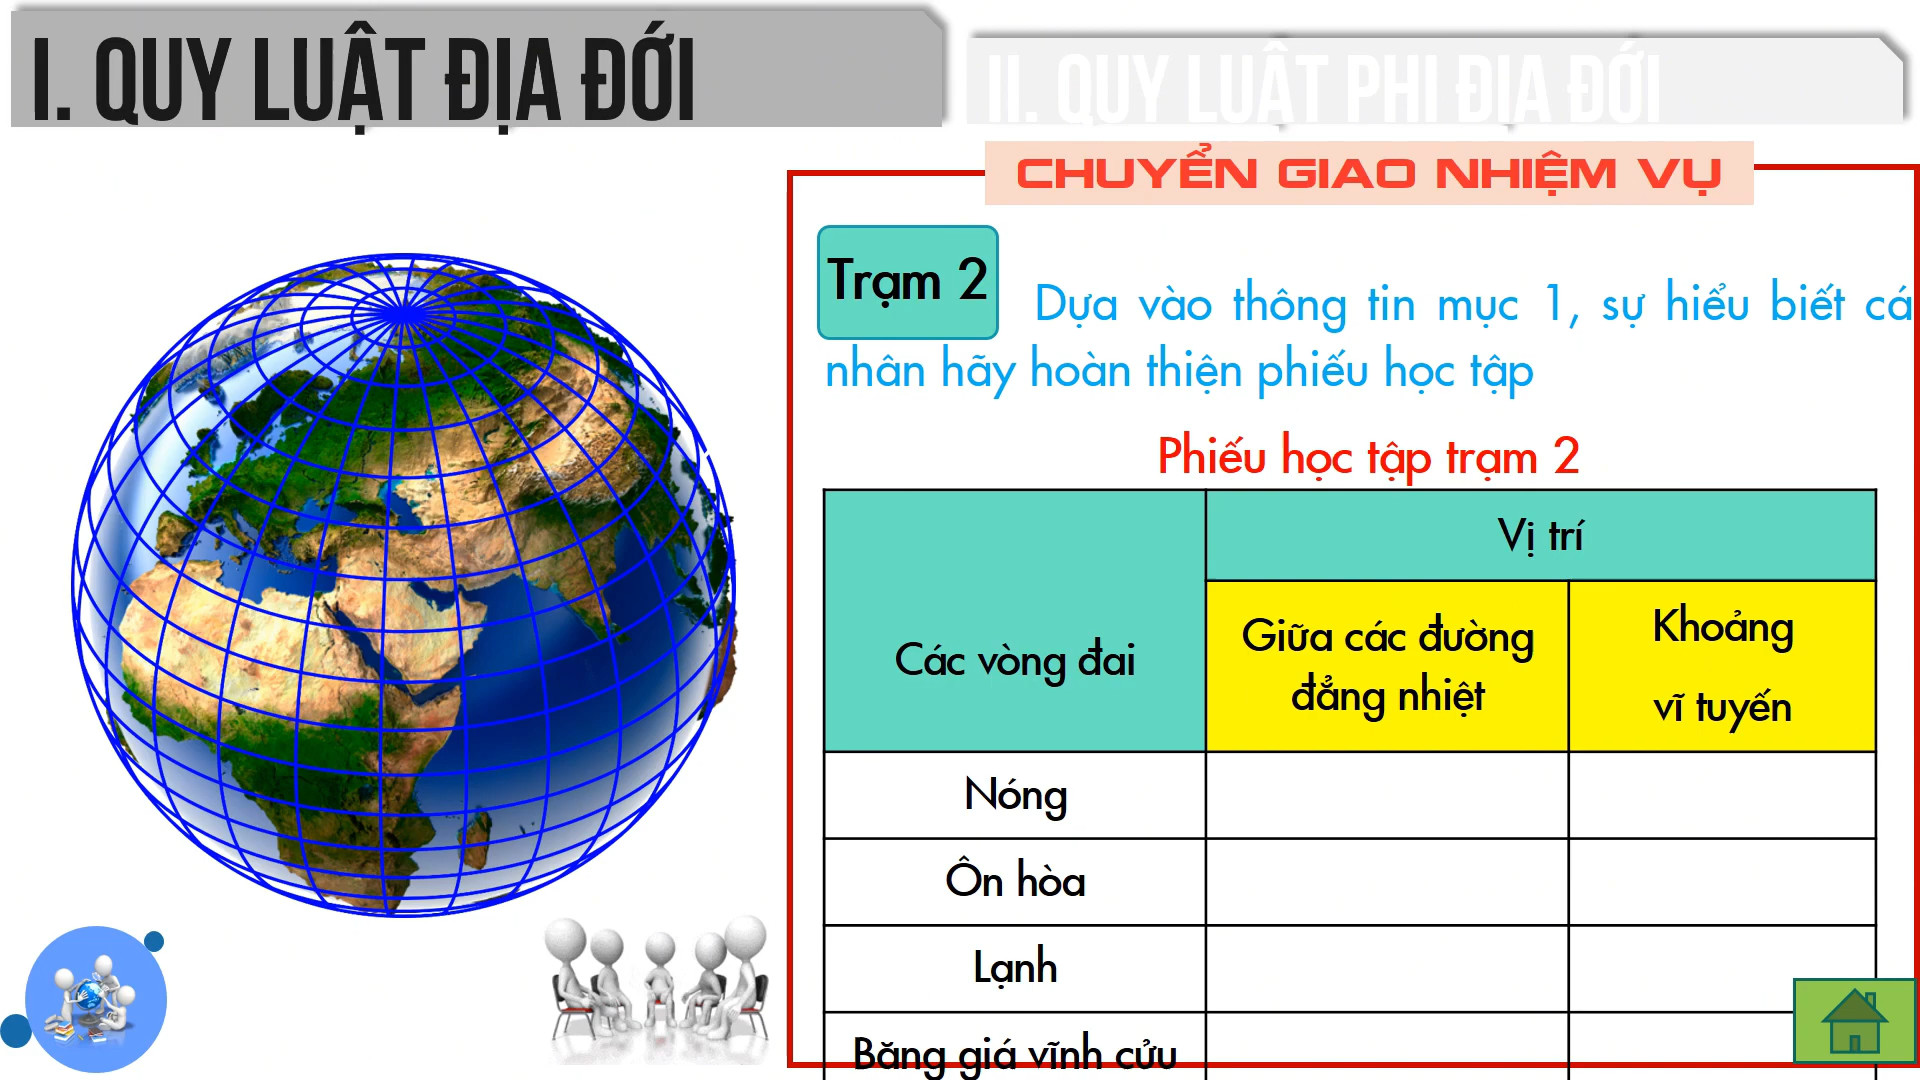 I. QUY LUẬT ĐỊA ĐỚI
II. QUY LUẬT PHI ĐỊA ĐỚI
CHUYỂN GIAO NHIỆM VỤ
Trạm 2
Dựa vào thông tin mục 1, sự hiểu biết cá
nhân hãy hoàn thiện phiếu học tập
Phiếu học tập trạm 2
Các vòng đai
Vị trí
Giữa các đường
đẳng nhiệt
Khoảng
vĩ tuyến
Nóng
Ôn hòa
Lạnh
Băng giá vĩnh cửu